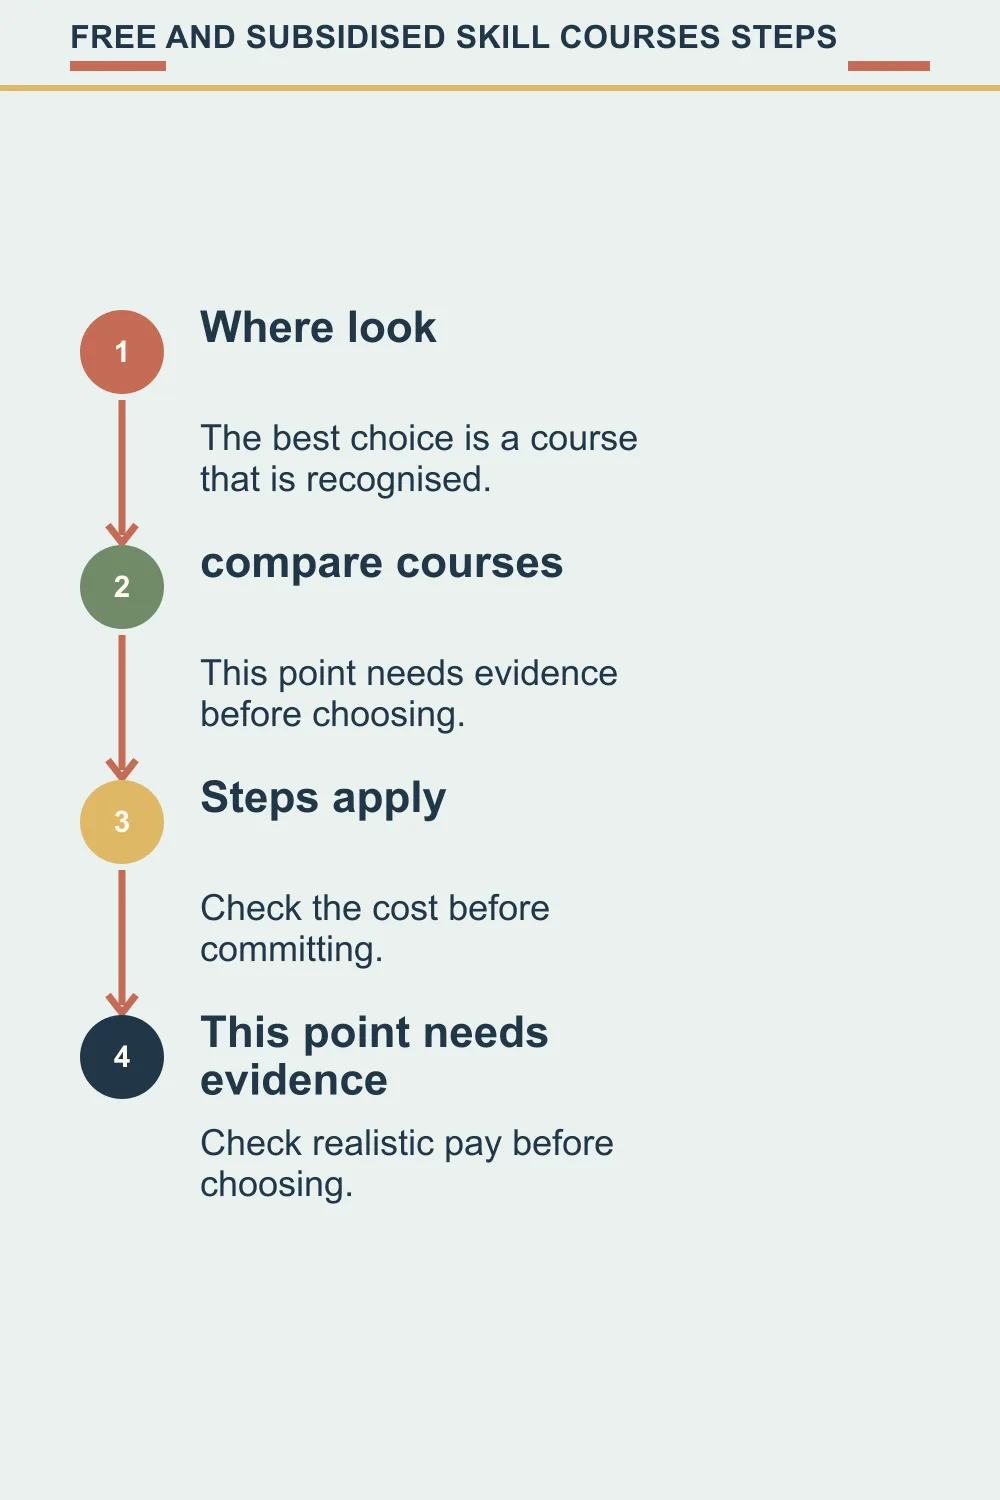 FREE AND SUBSIDISED SKILL COURSES STEPS
1
Where look
The best choice is a course
that is recognised.
2
compare courses
This point needs evidence
before choosing.
3
Steps apply
Check the cost before
committing.
4
This point needs
evidence
Check realistic pay before
choosing.